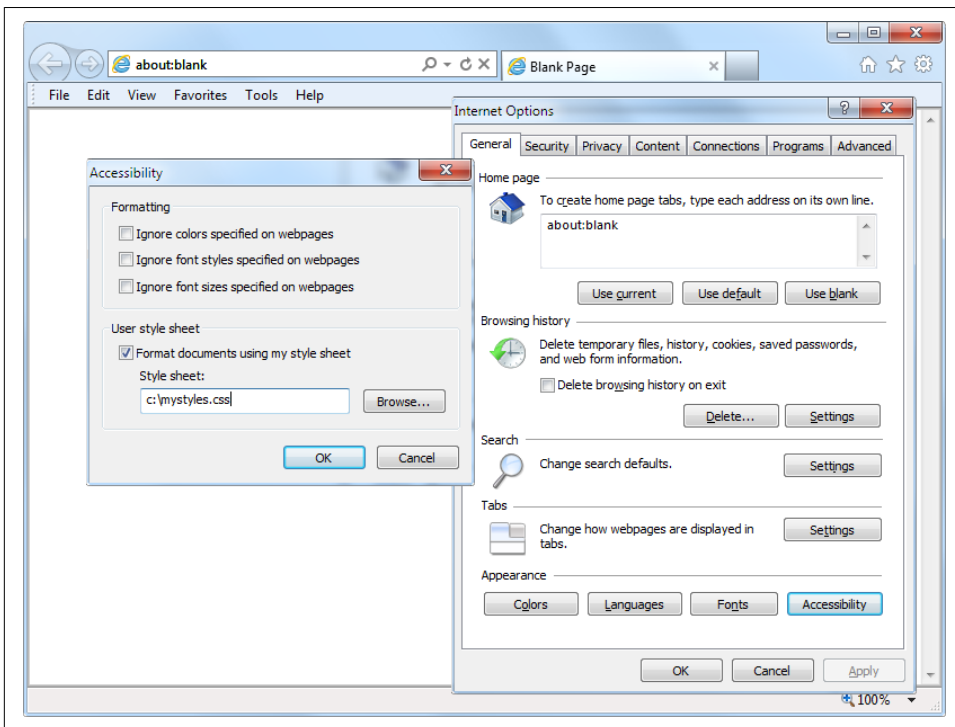 about:blank
Blank Page
File Edit View Favorites Tools Help
Internet Options
General Security Privacy Content Connections Programs Advanced
Home page
To create home page tabs, type each address on its own line.
about:blank
Use current Use default Use blank
Browsing history
Delete temporary files, history, cookies, saved passwords,
and web form information.
Delete browsing history on exit
Delete... Settings
Search
Change search defaults.
Settings
Tabs
Change how webpages are displayed in
tabs.
Settings
Appearance
Colors Languages Fonts Accessibility
OK Cancel Apply
Accessibility
Formatting
Ignore colors specified on webpages
Ignore font styles specified on webpages
Ignore font sizes specified on webpages
User style sheet
Format documents using my style sheet
Style sheet:
c:\mystyles.css
Browse...
OK Cancel
100%